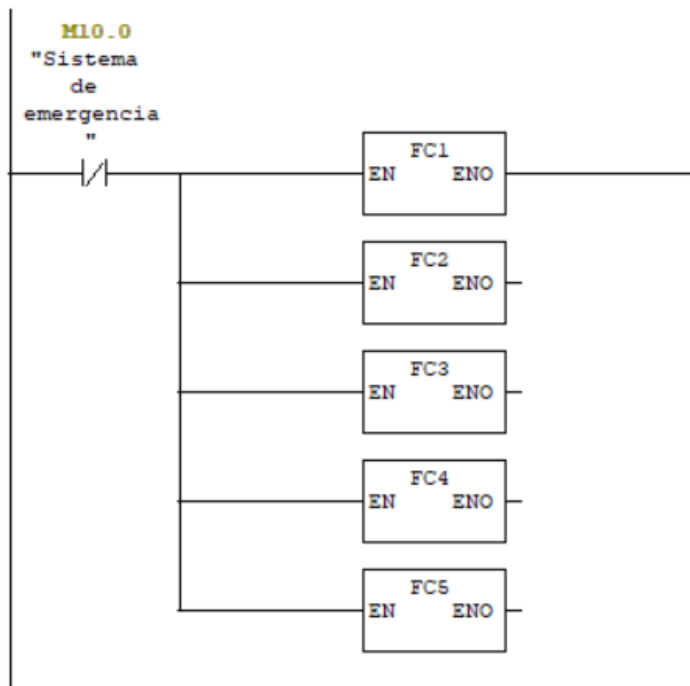 M10.0
"Sistema
de
emergencia
"
FC1
EN ENO
FC2
EN ENO
FC3
EN ENO
FC4
EN ENO
FC5
EN ENO